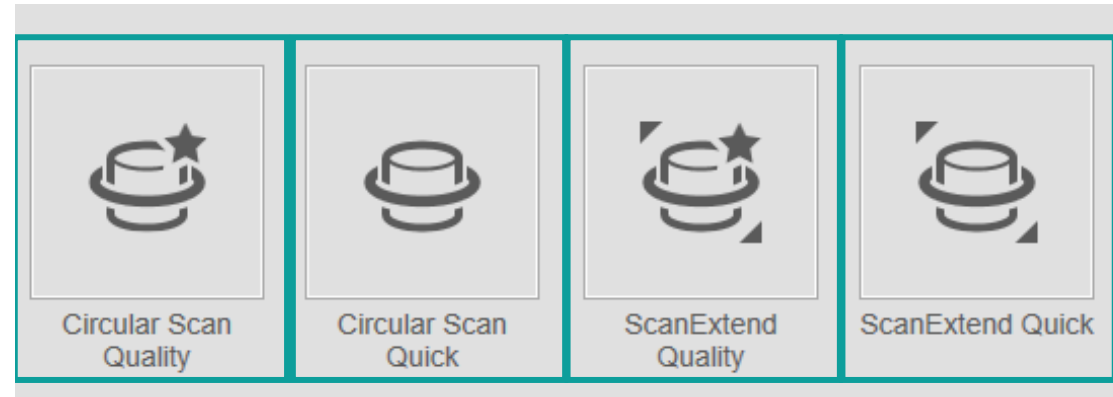 Circular Scan
Quality
Circular Scan
Quick
ScanExtend
Quality
ScanExtend Quick